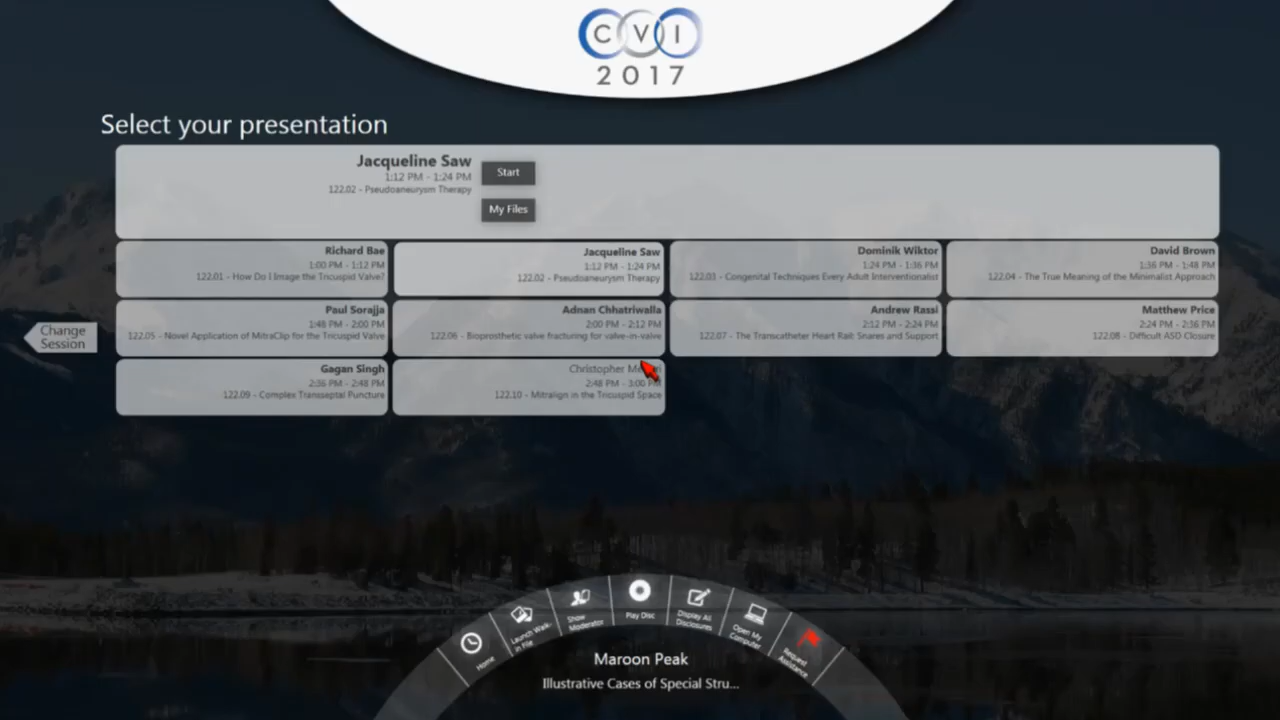 CVI
2017
Select your presentation
Jacqueline Saw
1:12 PM - 1:24 PM
122.02 - Pseudoaneurysm Therapy
Start
My Files
Richard Bae
1:00 PM - 1:12 PM
122.01 - How Do I Image the Tricuspid Valve?
Jacqueline Saw
1:12 PM - 1:24 PM
122.02 - Pseudoaneurysm Therapy
Dominik Wiktor
1:24 PM - 1:36 PM
122.03 - Congenital Techniques Every Adult Interventionalist
David Brown
1:36 PM - 1:48 PM
122.04 - The True Meaning of the Minimalist Approach
Paul Sorajja
1:48 PM - 2:00 PM
122.05 - Novel Application of MitraClip for the Tricuspid Valve
Adnan Chhatriwalla
2:00 PM - 2:12 PM
122.06 - Bioprosthetic valve fracturing for valve-in-valve
Andrew Rassi
2:12 PM - 2:24 PM
122.07 - The Transcatheter Heart Rail: Snares and Support
Matthew Price
2:24 PM - 2:36 PM
122.08 - Difficult ASD Closure
Change
Session
Gagan Singh
2:36 PM - 2:48 PM
122.09 - Complex Transseptal Puncture
Christopher
2:48 PM - 3:00 PM
122.10 - Mitralign in the Tricuspid Space
Home
Launch Walk-
in File
Show
Moderator
Play Disc
Display All
Disclosures
Open My
Computer
Request
Assistance
Maroon Peak
Illustrative Cases of Special Stru...